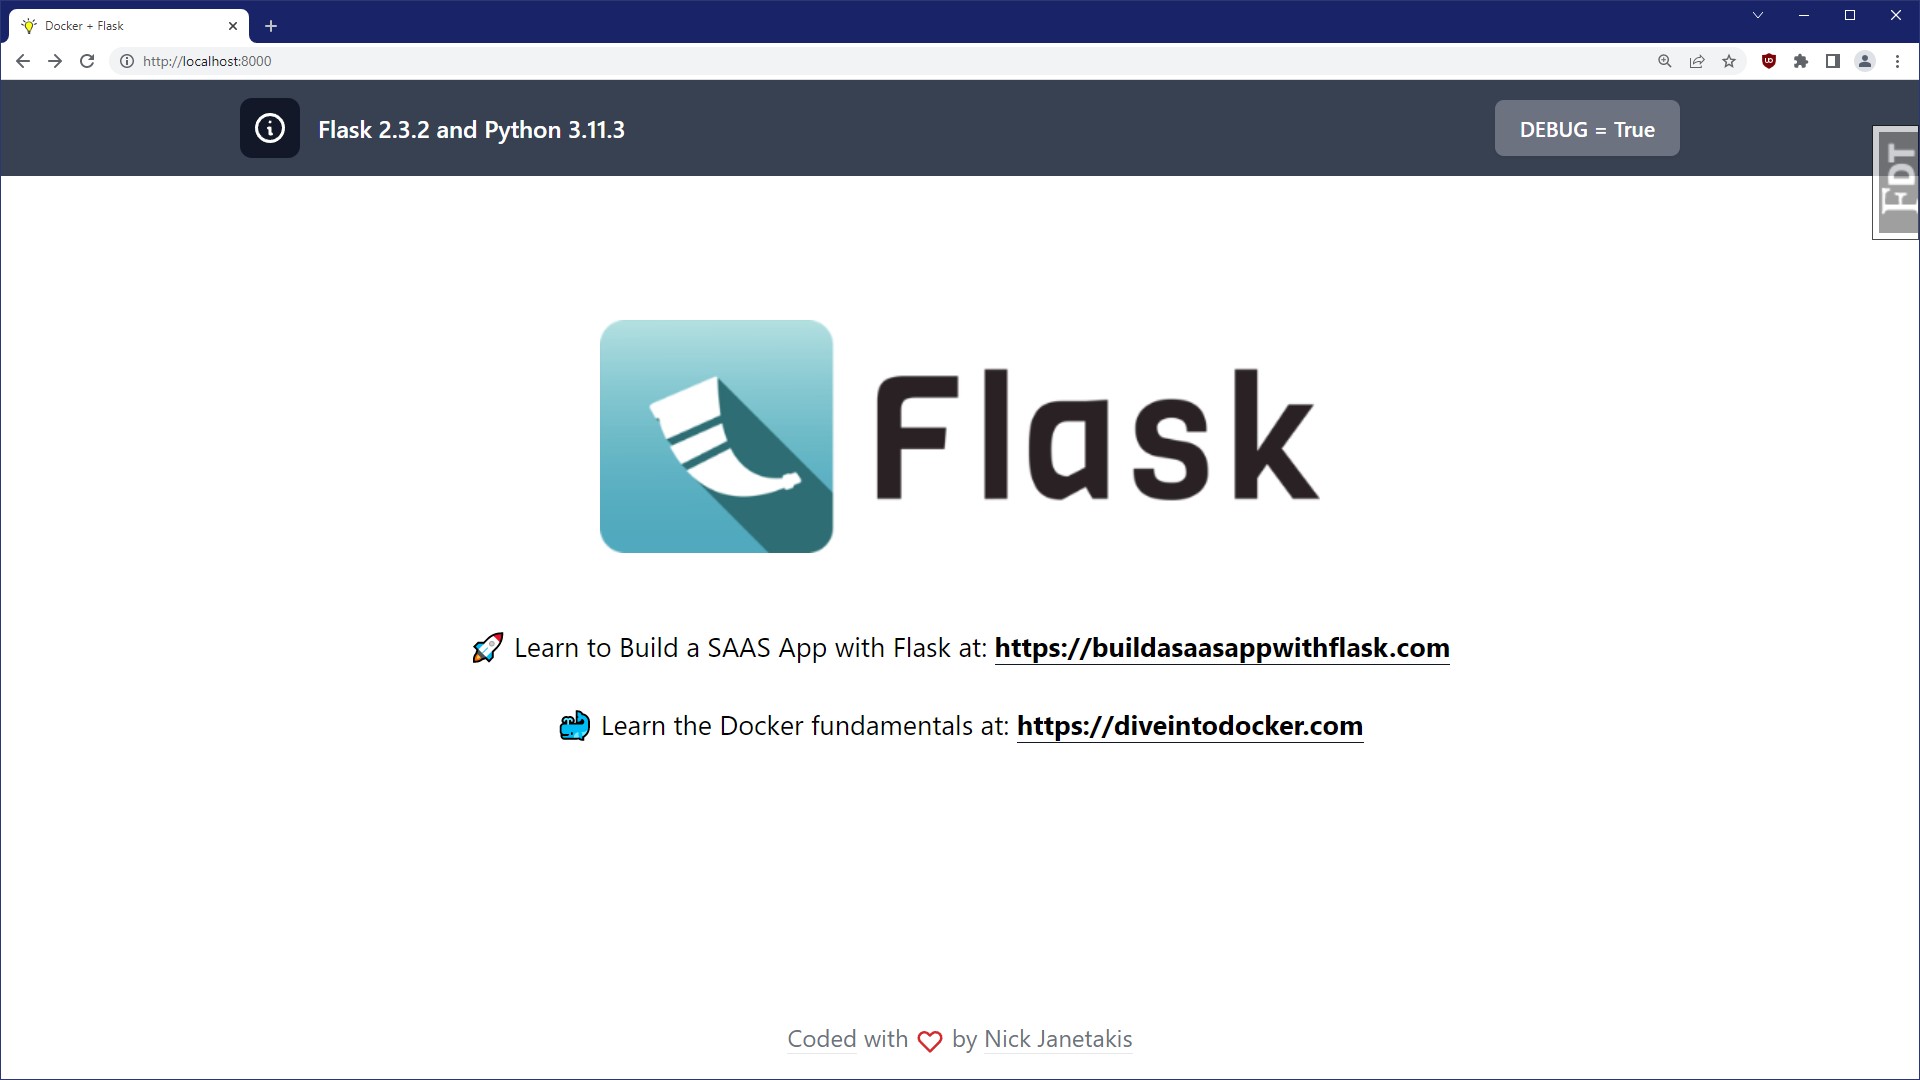 Docker + Flask
http://localhost:8000
Flask 2.3.2 and Python 3.11.3
DEBUG = True
FDT
Flask
Learn to Build a SAAS App with Flask at: https://buildasaasappwithflask.com
Learn the Docker fundamentals at: https://diveintodocker.com
Coded with by Nick Janetakis